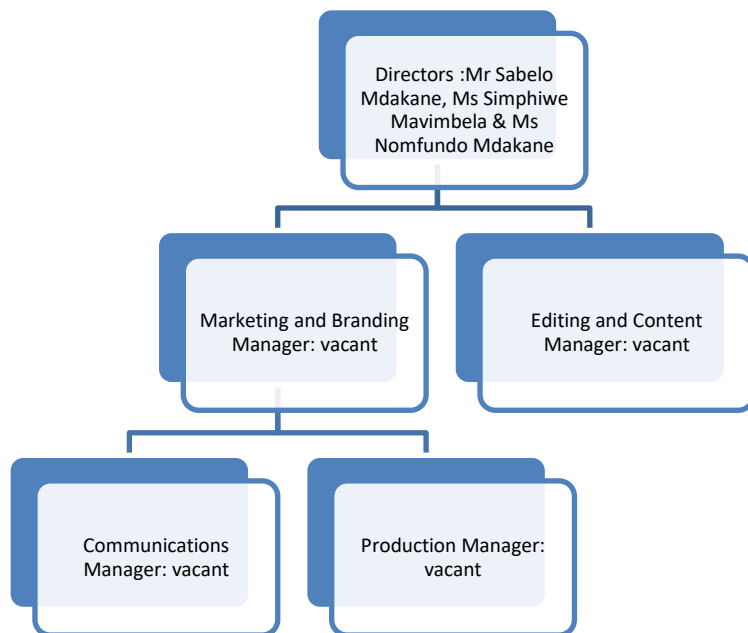 Directors :Mr Sabelo
Mdakane, Ms Simphiwe
Mavimbela & Ms
Nomfundo Mdakane
Marketing and Branding
Manager: vacant
Editing and Content
Manager: vacant
Communications
Manager: vacant
Production Manager:
vacant